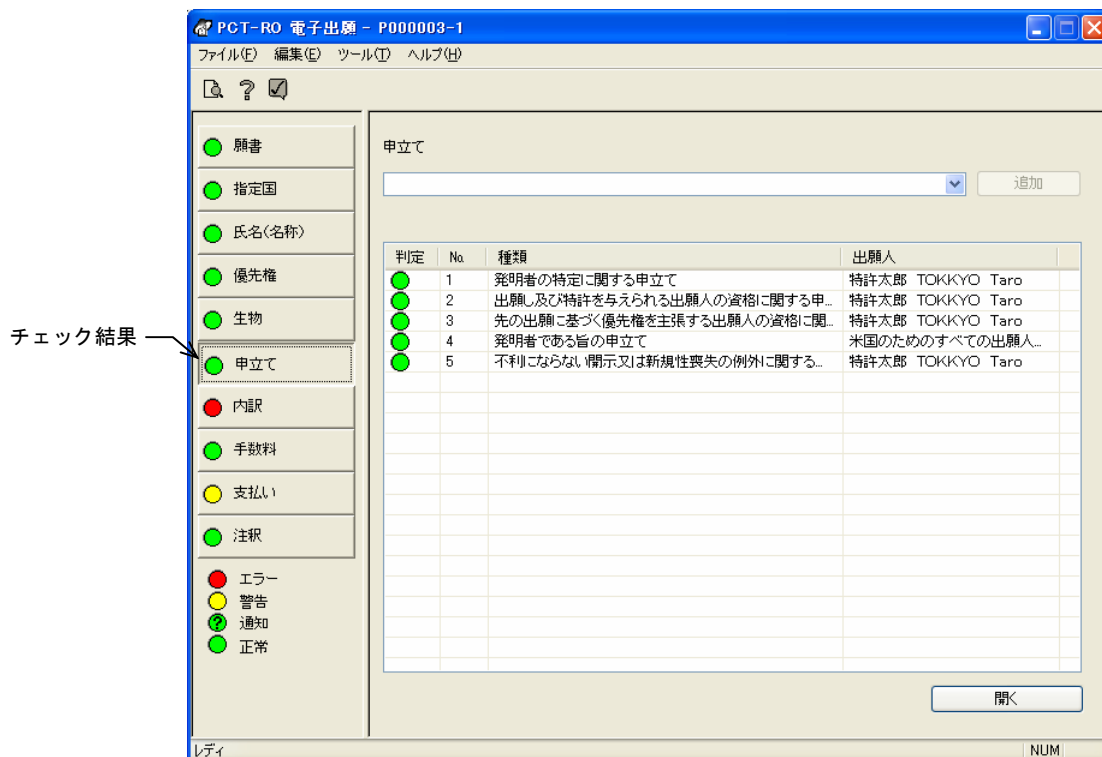 PCT-RO 電子出願 - P000003-1
ファイル(F) 編集(E) ツール(T) ヘルプ(H)
願書
指定国
氏名(名称)
優先権
生物
申立て
内訳
手数料
支払い
注釈
エラー
警告
通知
正常
チェック結果
申立て
追加
判定 No. 種類 出願人
1 発明者の特定に関する申立て 特許太郎 TOKKYO Taro
2 出願し及び特許を与えられる出願人の資格に関する申... 特許太郎 TOKKYO Taro
3 先の出願に基づく優先権を主張する出願人の資格に関... 特許太郎 TOKKYO Taro
4 発明者である旨の申立て 米国のためのすべての出願人...
5 不利にならない開示又は新規性喪失の例外に関する... 特許太郎 TOKKYO Taro
開く
レディ NUM